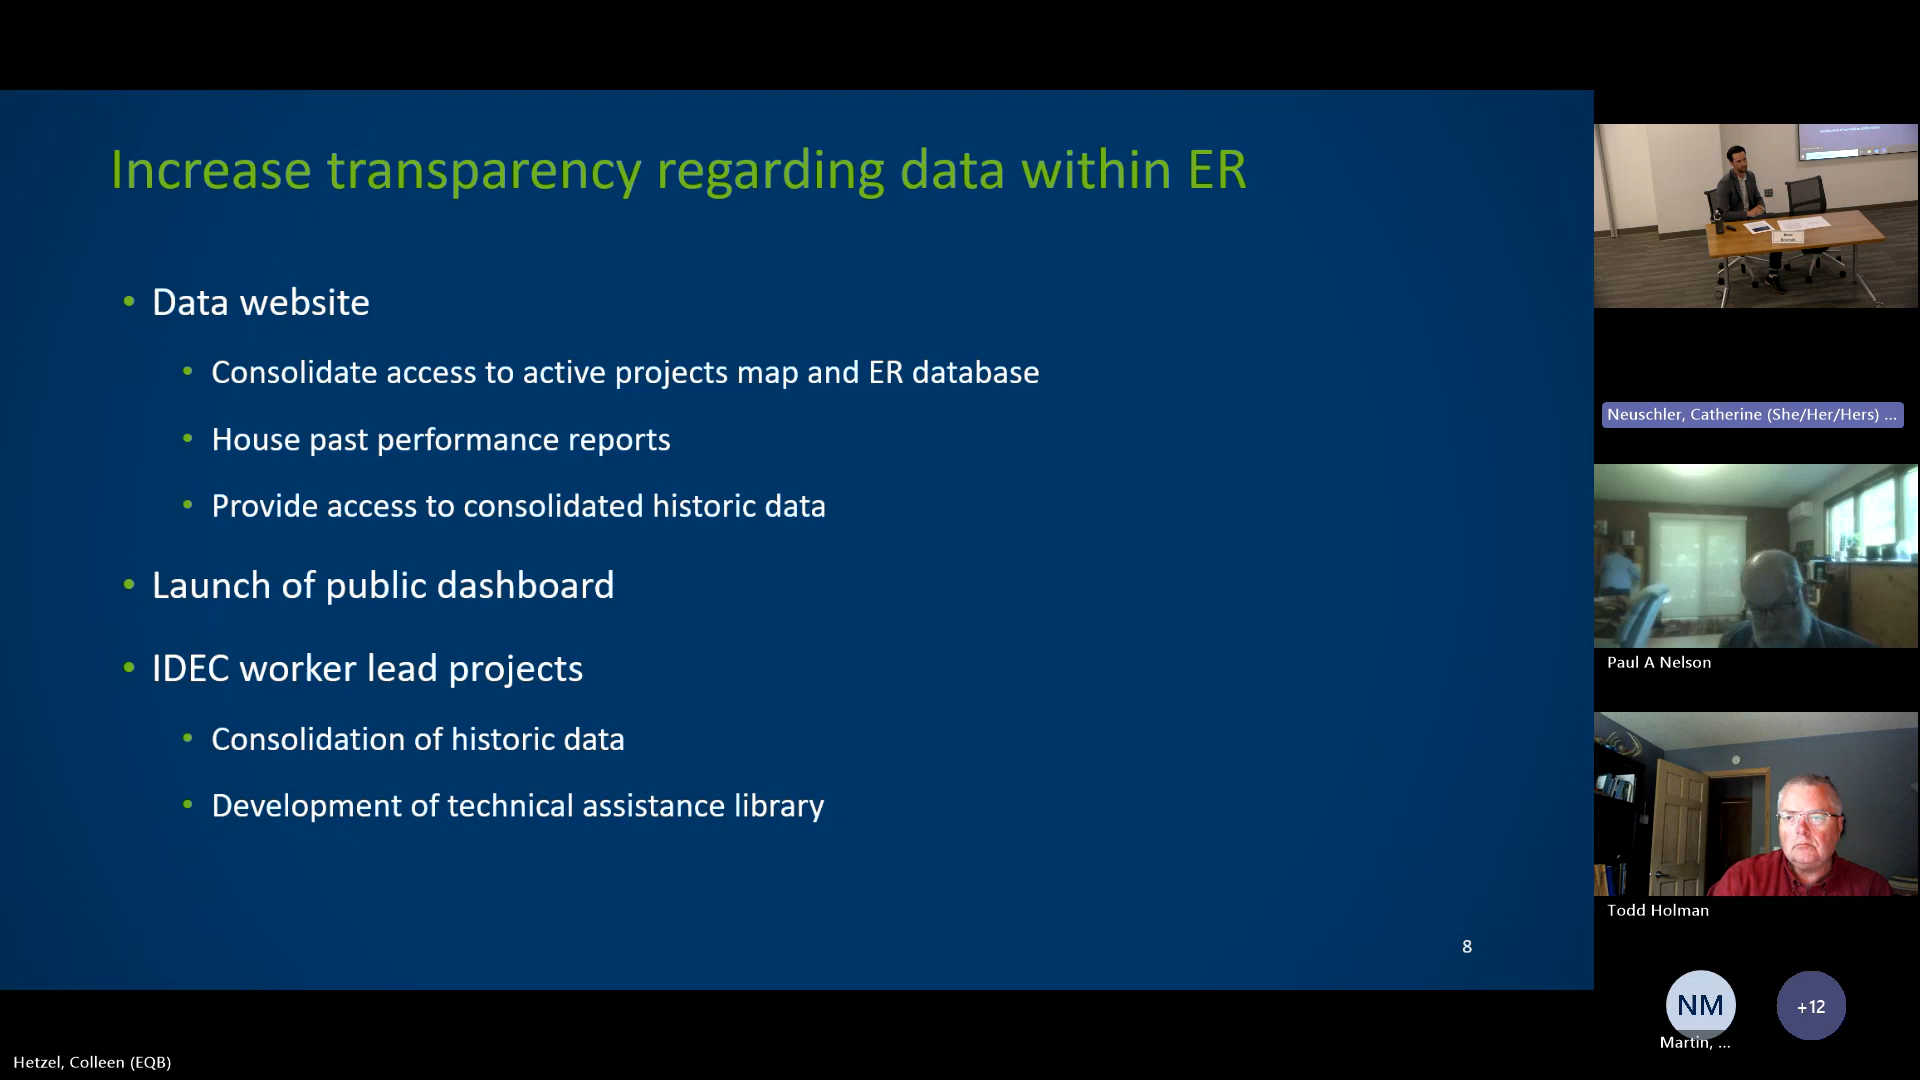 Increase transparency regarding data within ER
• Data website
• Consolidate access to active projects map and ER database
• House past performance reports
• Provide access to consolidated historic data
• Launch of public dashboard
• IDEC worker lead projects
• Consolidation of historic data
• Development of technical assistance library
8
Neuschler, Catherine (She/Her/Hers) ...
Paul A Nelson
Todd Holman
NM
+12
Martin, ...
Hetzel, Colleen (EQB)